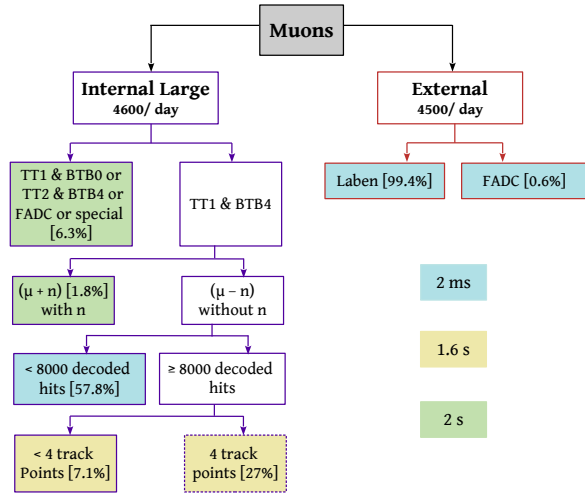 Muons
Internal Large
4600/ day
External
4500/ day
TT1 & BTB0 or
TT2 & BTB4 or
FADC or special
[6.3%]
TT1 & BTB4
Laben [99.4%]
FADC [0.6%]
(μ + n) [1.8%]
with n
(μ − n)
without n
2 ms
< 8000 decoded
hits [57.8%]
≥ 8000 decoded
hits
1.6 s
2 s
< 4 track
Points [7.1%]
4 track
points [27%]